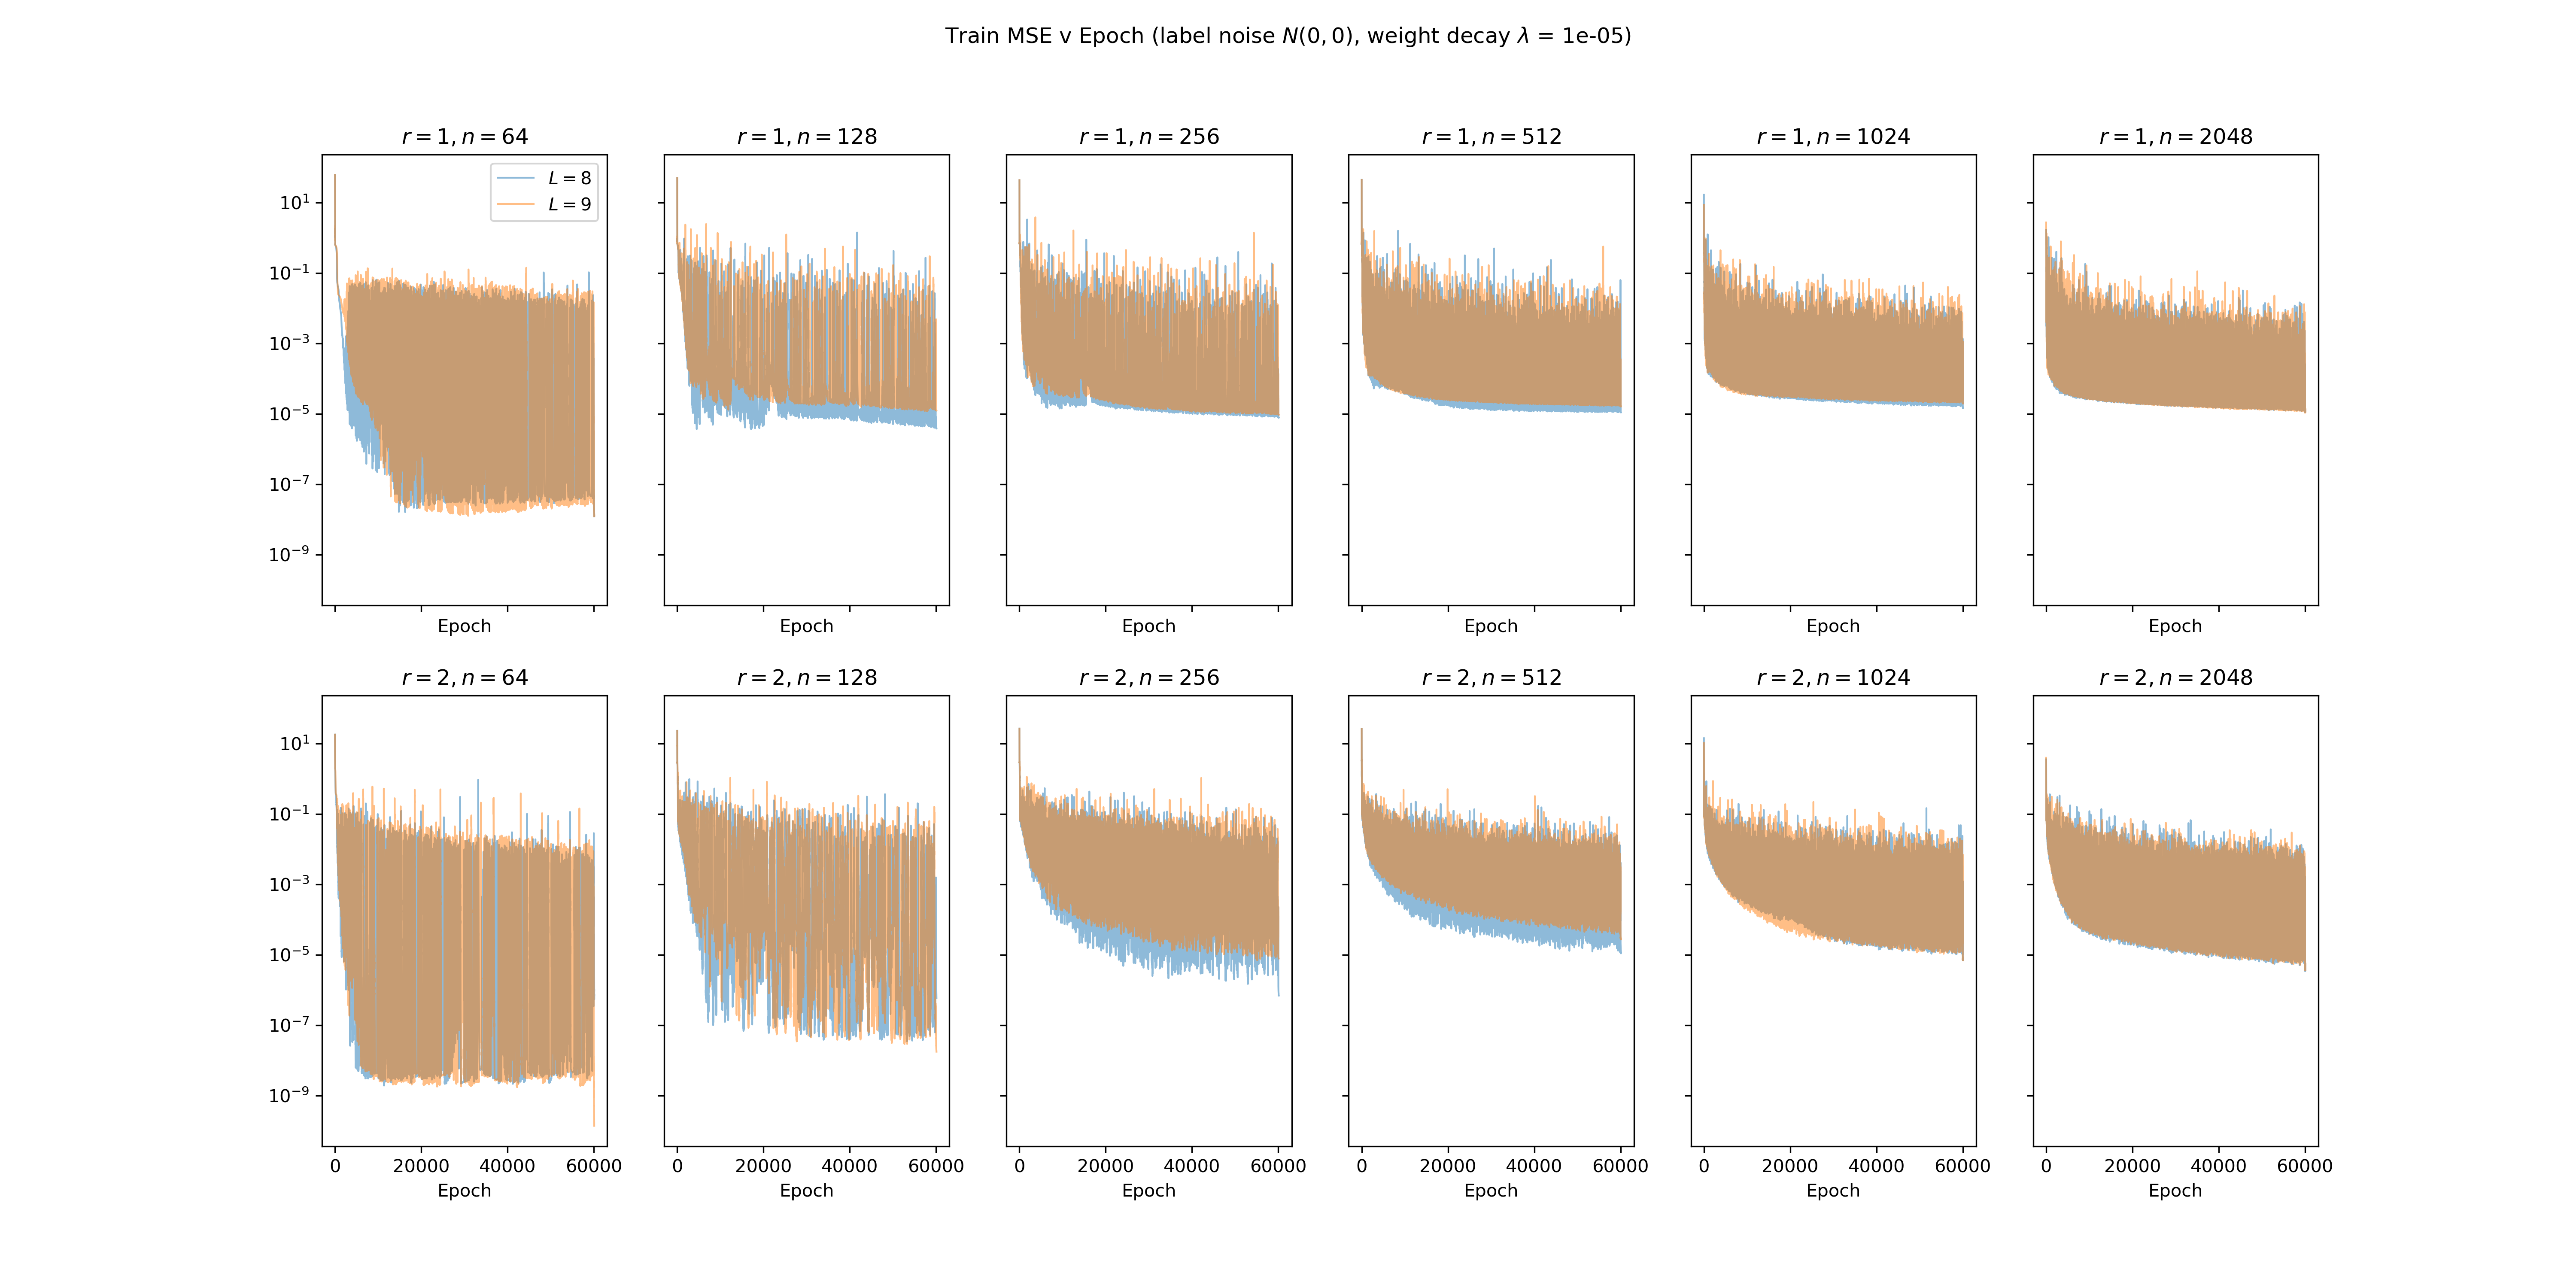 Train MSE v Epoch (label noise N(0, 0), weight decay λ = 1e-05)
r = 1, n = 64
r = 1, n = 128
r = 1, n = 256
r = 1, n = 512
r = 1, n = 1024
r = 1, n = 2048
L = 8
L = 9
10¹
10⁻¹
10⁻³
10⁻⁵
10⁻⁷
10⁻⁹
Epoch
Epoch
Epoch
Epoch
Epoch
Epoch
r = 2, n = 64
r = 2, n = 128
r = 2, n = 256
r = 2, n = 512
r = 2, n = 1024
r = 2, n = 2048
10¹
10⁻¹
10⁻³
10⁻⁵
10⁻⁷
10⁻⁹
0 20000 40000 60000
0 20000 40000 60000
0 20000 40000 60000
0 20000 40000 60000
0 20000 40000 60000
0 20000 40000 60000
Epoch
Epoch
Epoch
Epoch
Epoch
Epoch